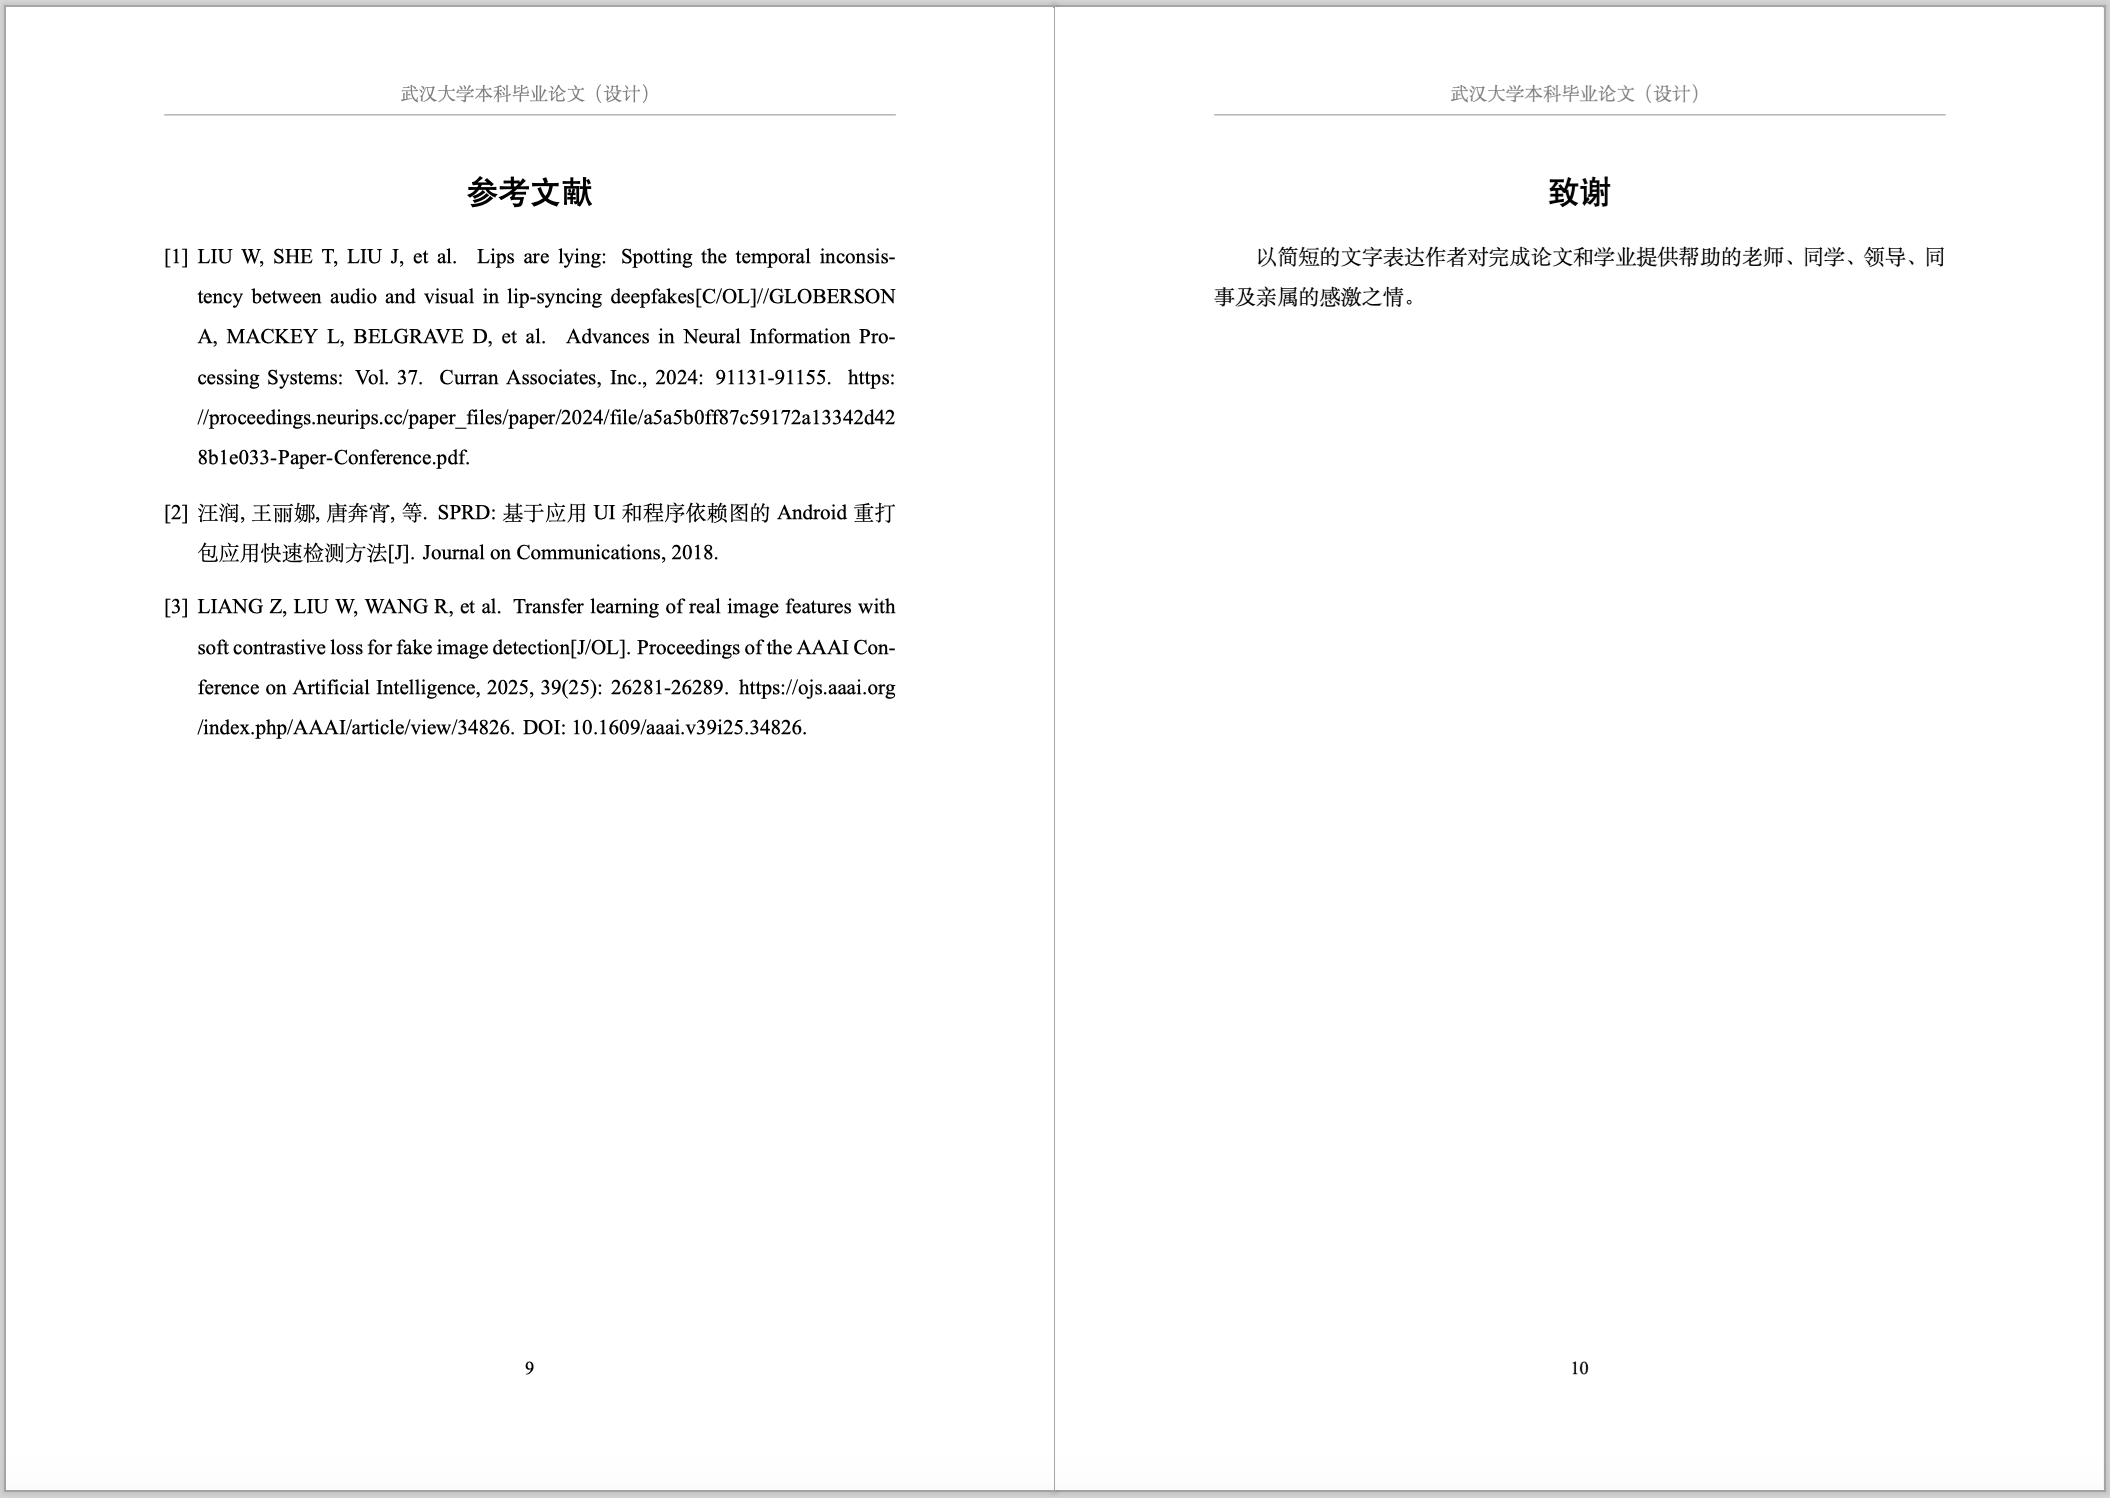 武汉大学本科毕业论文（设计）
参考文献
[1] LIU W, SHE T, LIU J, et al. Lips are lying: Spotting the temporal inconsis-
tency between audio and visual in lip-syncing deepfakes[C/OL]//GLOBERSON
A, MACKEY L, BELGRAVE D, et al. Advances in Neural Information Pro-
cessing Systems: Vol. 37. Curran Associates, Inc., 2024: 91131-91155. https:
//proceedings.neurips.cc/paper_files/paper/2024/file/a5a5b0ff87c59172a13342d42
8b1e033-Paper-Conference.pdf.
[2] 汪润, 王丽娜, 唐奔宵, 等. SPRD: 基于应用 UI 和程序依赖图的 Android 重打
包应用快速检测方法[J]. Journal on Communications, 2018.
[3] LIANG Z, LIU W, WANG R, et al. Transfer learning of real image features with
soft contrastive loss for fake image detection[J/OL]. Proceedings of the AAAI Con-
ference on Artificial Intelligence, 2025, 39(25): 26281-26289. https://ojs.aaai.org
/index.php/AAAI/article/view/34826. DOI: 10.1609/aaai.v39i25.34826.
9
武汉大学本科毕业论文（设计）
致谢
以简短的文字表达作者对完成论文和学业提供帮助的老师、同学、领导、同
事及亲属的感激之情。
10